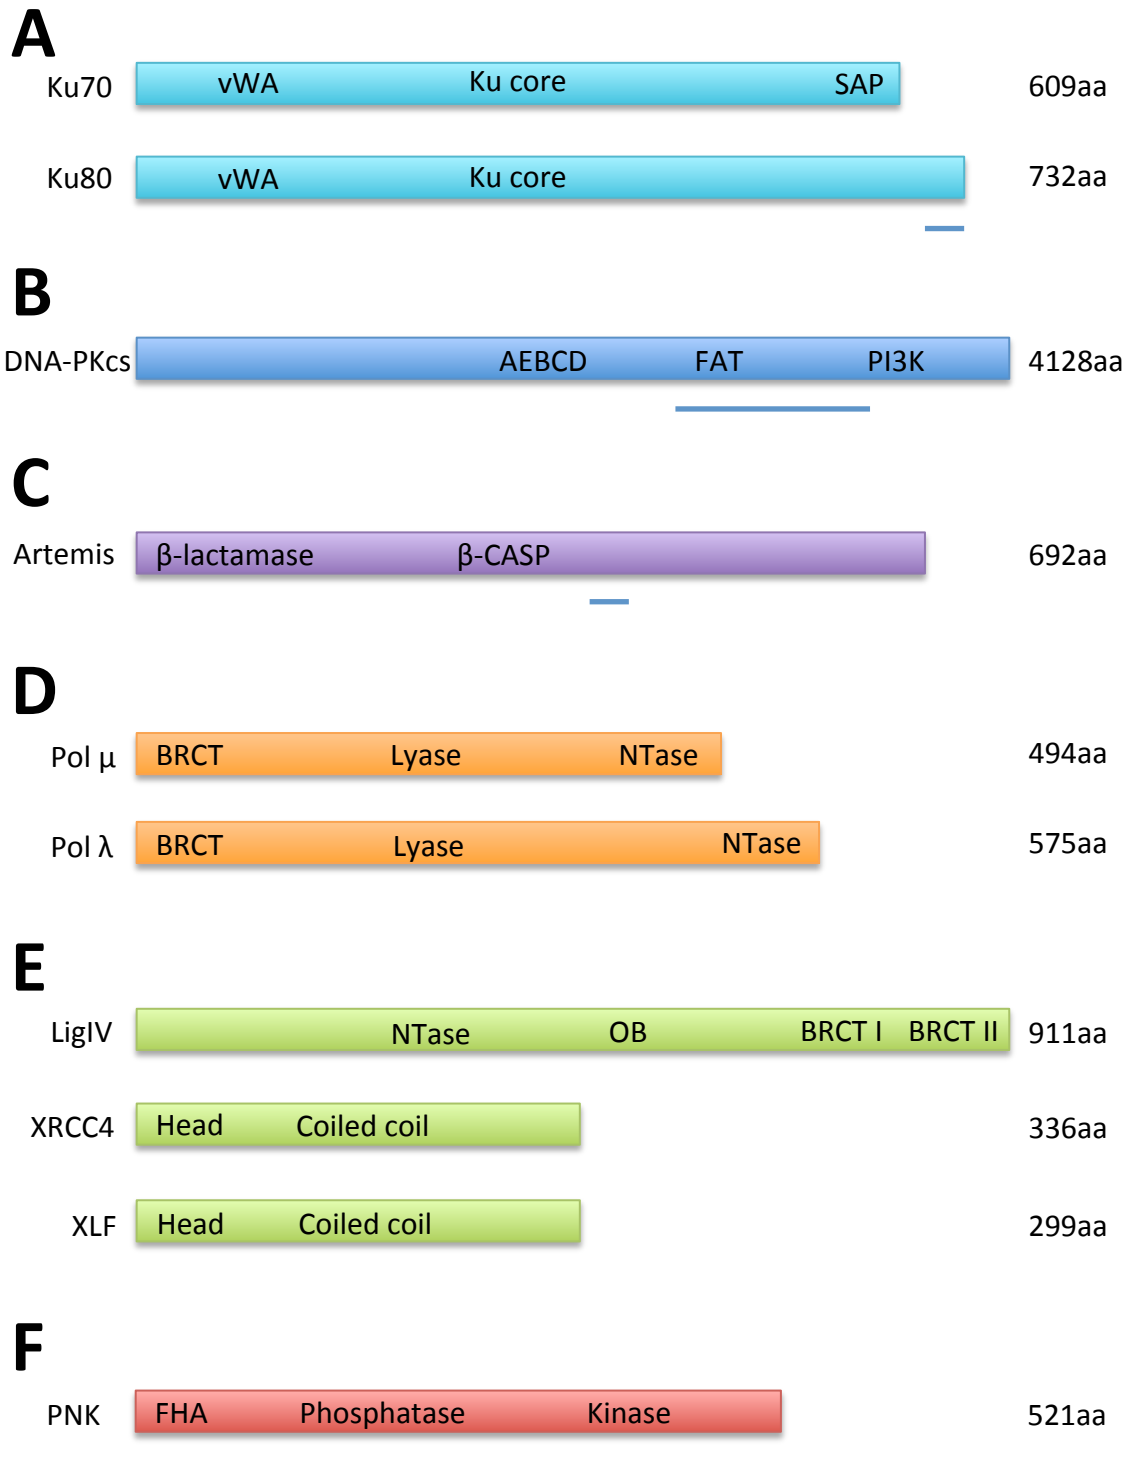 A
Ku70 vWA Ku core SAP 609aa
Ku80 vWA Ku core 732aa
B
DNA-PKcs AEBCD FAT PI3K 4128aa
C
Artemis β-lactamase β-CASP 692aa
D
Pol μ BRCT Lyase NTase 494aa
Pol λ BRCT Lyase NTase 575aa
E
LigIV NTase OB BRCT I BRCT II 911aa
XRCC4 Head Coiled coil 336aa
XLF Head Coiled coil 299aa
F
PNK FHA Phosphatase Kinase 521aa